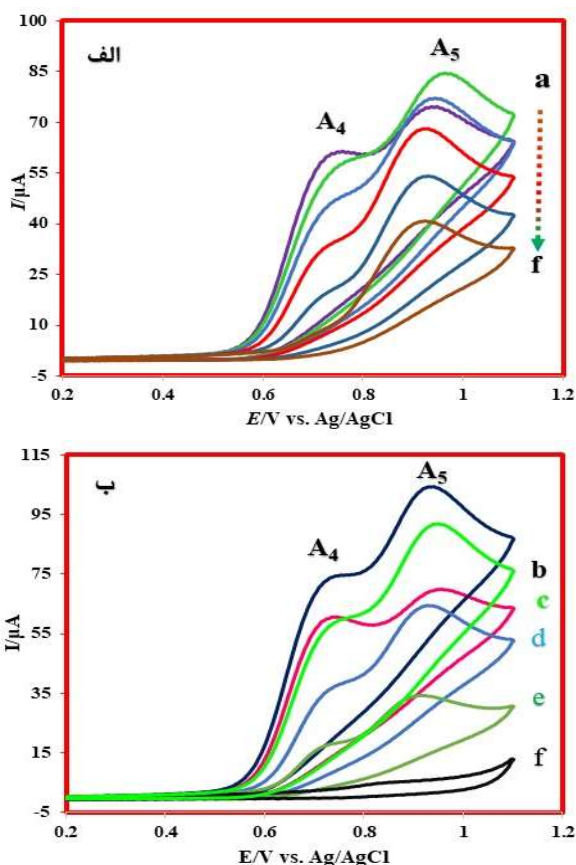 100
85
70
55
40
25
10
-5
I/µA
الف
A4
A5
a
f
0.2 0.4 0.6 0.8 1 1.2
E/V vs. Ag/AgCl
115
95
75
55
35
15
-5
I/µA
ب
A4
A5
b
c
d
e
f
0.2 0.4 0.6 0.8 1 1.2
E/V vs. Ag/AgCl